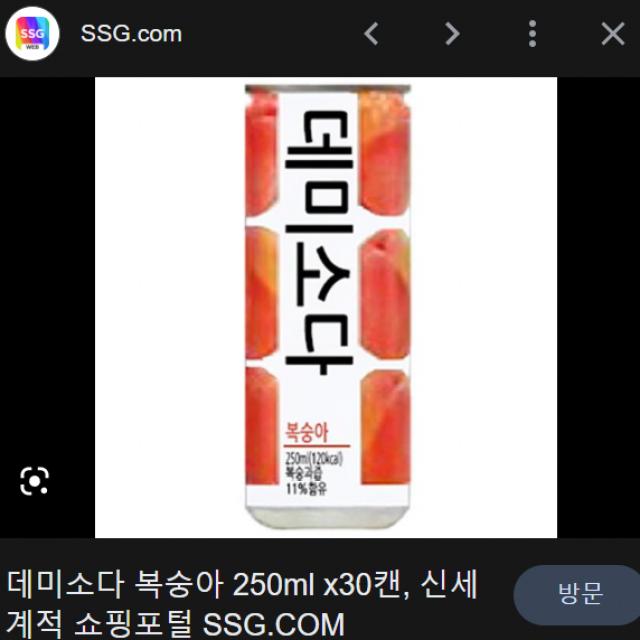 SSG
WEB
SSG.com
데미소다
복숭아
250ml(120kcal)
복숭과즙
11%함유
데미소다 복숭아 250ml x30캔, 신세
계적 쇼핑포털 SSG.COM
방문